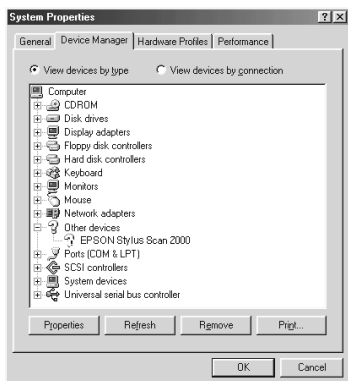 System Properties
General Device Manager Hardware Profiles Performance
View devices by type View devices by connection
Computer
CDROM
Disk drives
Display adapters
Floppy disk controllers
Hard disk controllers
Keyboard
Monitors
Mouse
Network adapters
Other devices
EPSON Stylus Scan 2000
Ports (COM & LPT)
SCSI controllers
System devices
Universal serial bus controller
Properties Refresh Remove Print...
OK Cancel